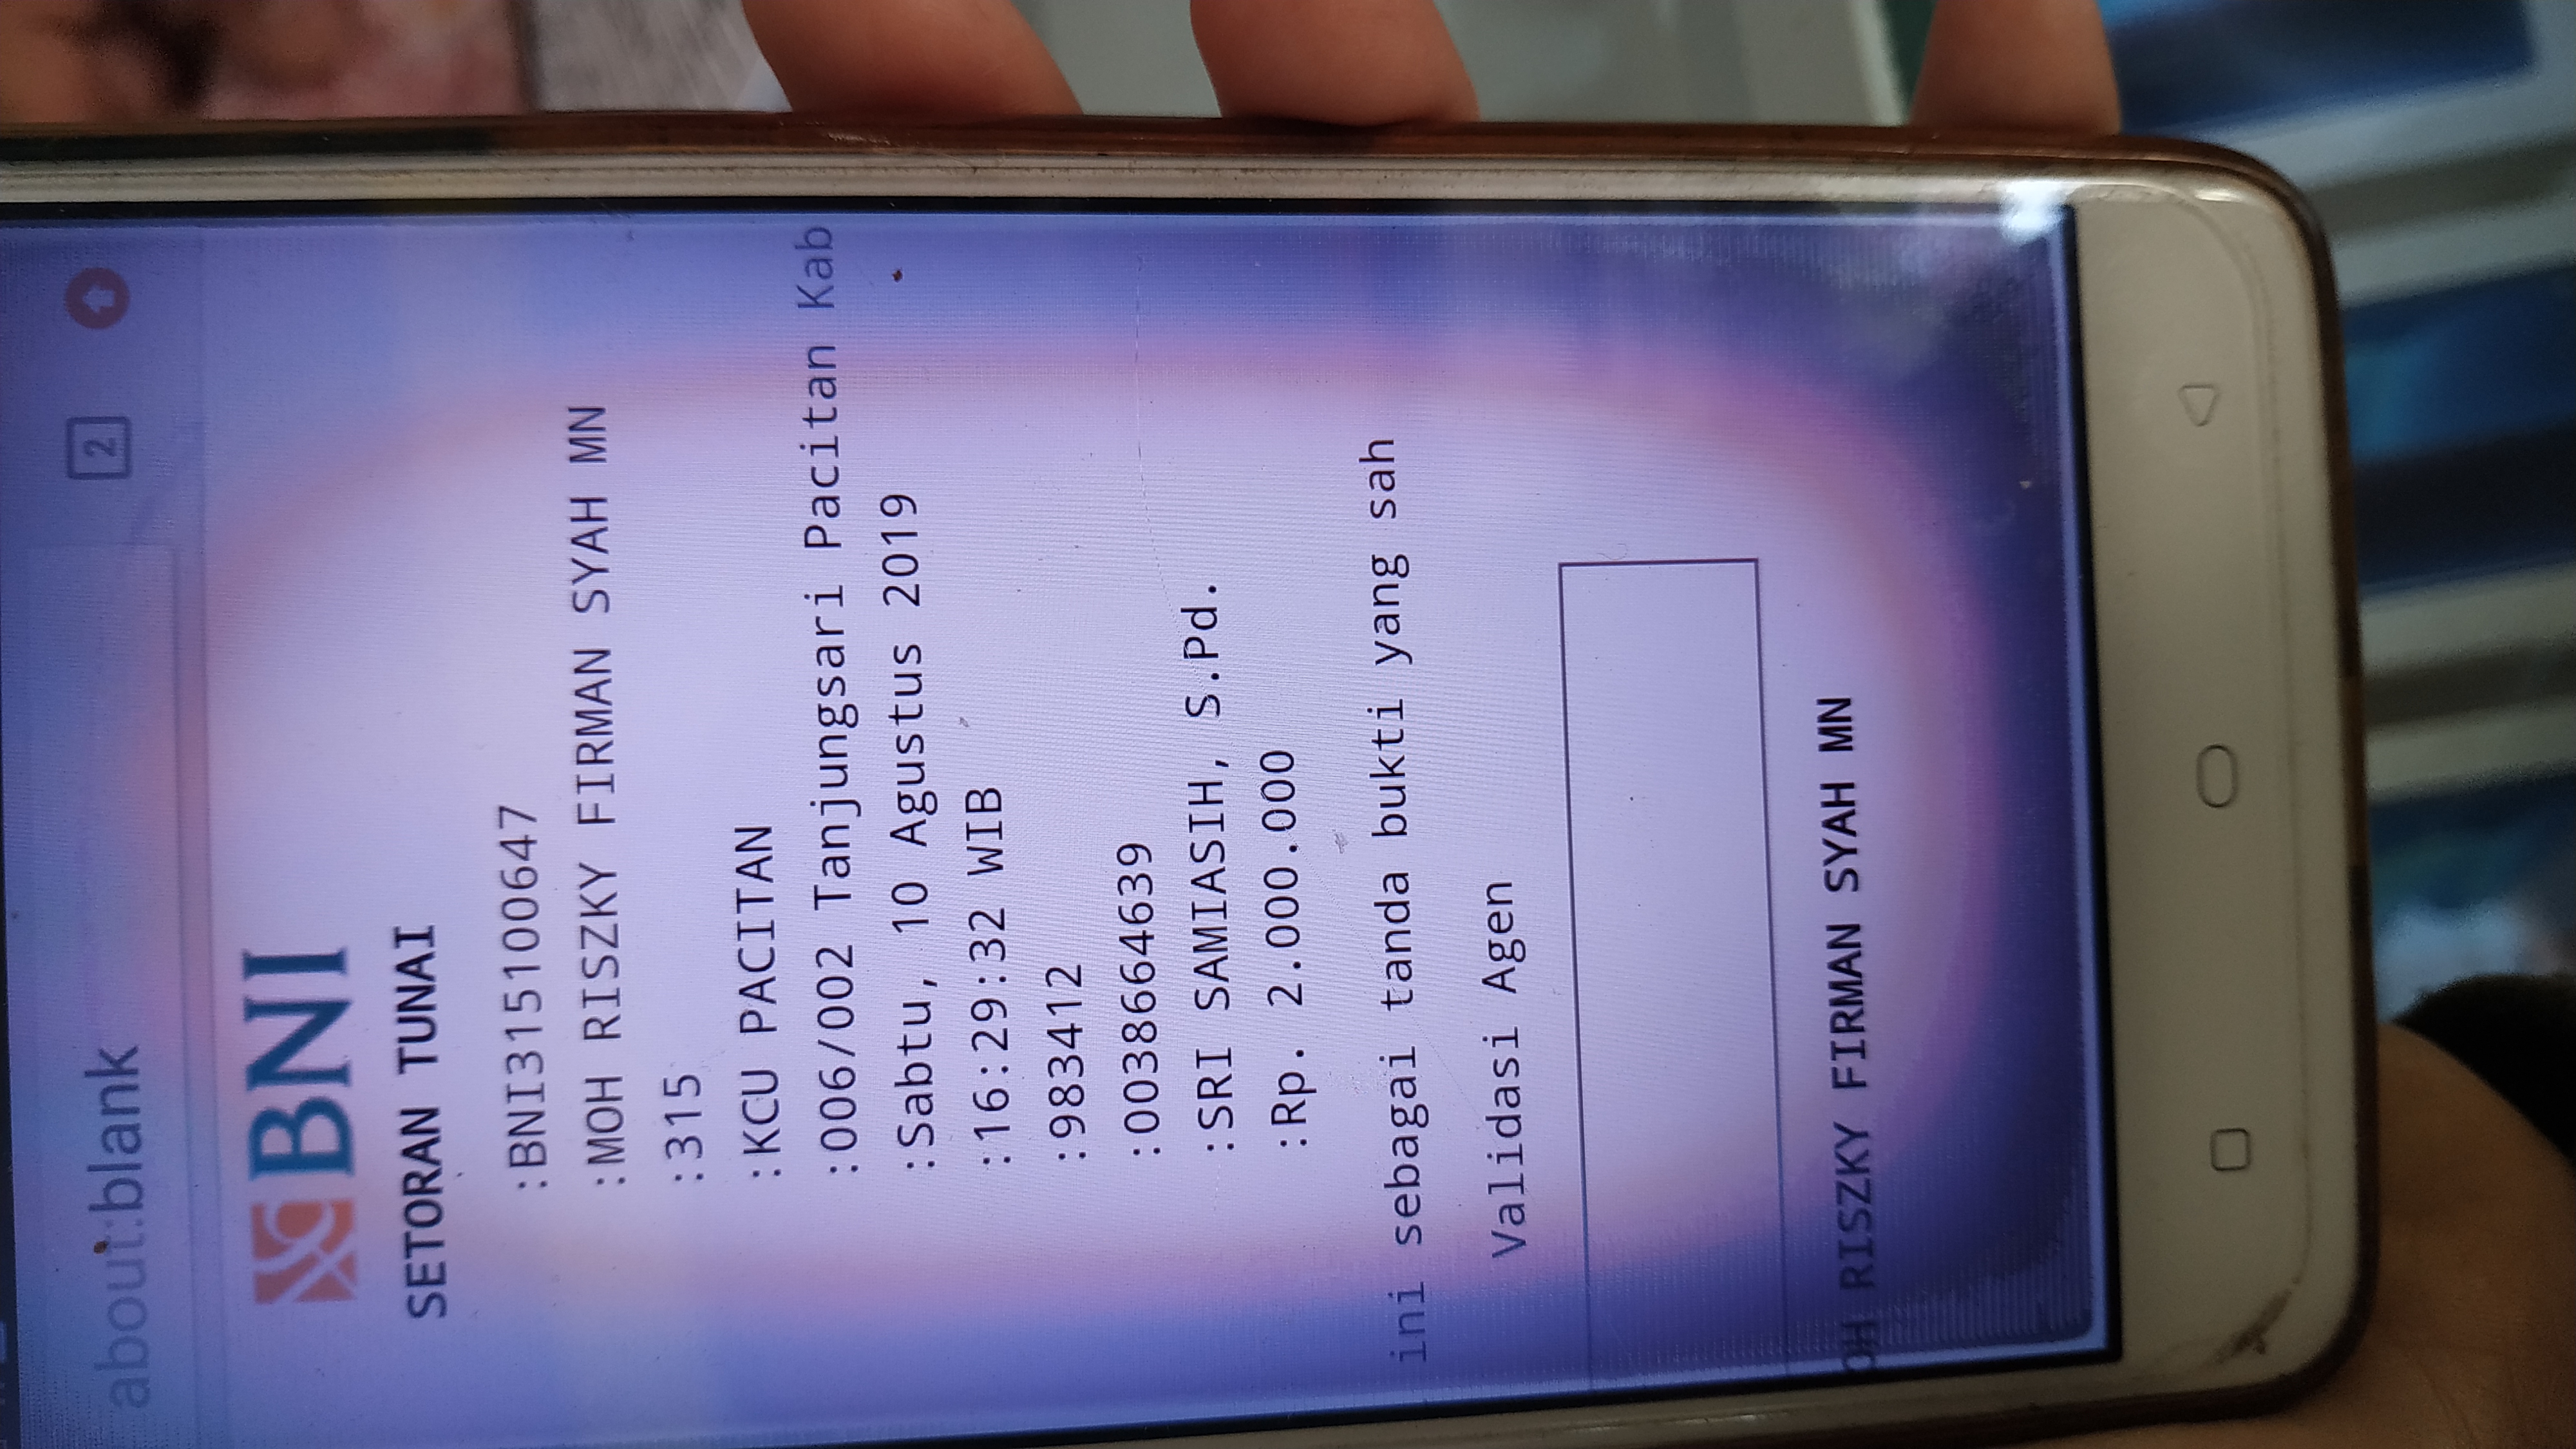 about:blank
2
BNI
SETORAN TUNAI
:BNI315100647
:MOH RISZKY FIRMAN SYAH MN
:315
:KCU PACITAN
:006/002 Tanjungsari Pacitan Kab
:Sabtu, 10 Agustus 2019
:16:29:32 WIB
:983412
:0038664639
:SRI SAMIASIH, S.Pd.
:Rp. 2.000.000
ini sebagai tanda bukti yang sah
Validasi Agen
OH RISZKY FIRMAN SYAH MN